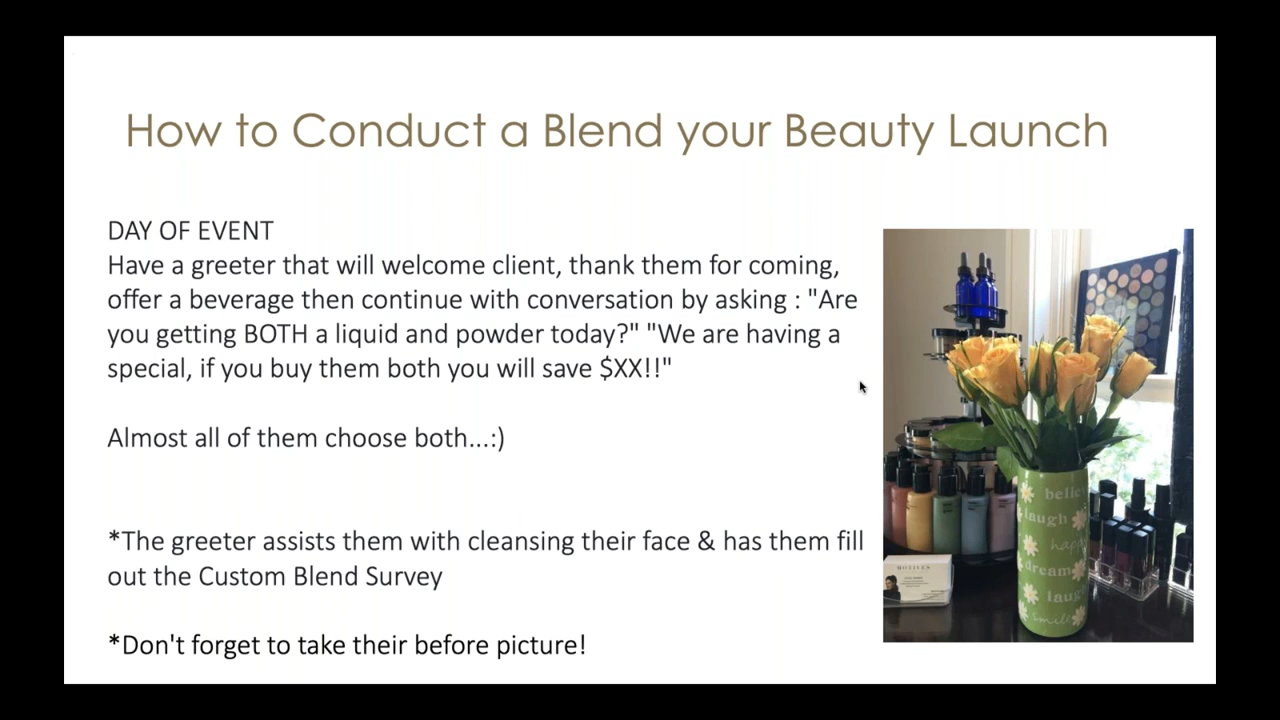 How to Conduct a Blend your Beauty Launch
DAY OF EVENT
Have a greeter that will welcome client, thank them for coming,
offer a beverage then continue with conversation by asking : "Are
you getting BOTH a liquid and powder today?" "We are having a
special, if you buy them both you will save $XX!!"
Almost all of them choose both...:)
*The greeter assists them with cleansing their face & has them fill
out the Custom Blend Survey
*Don't forget to take their before picture!
laugh
dream
smile
MOTIVES